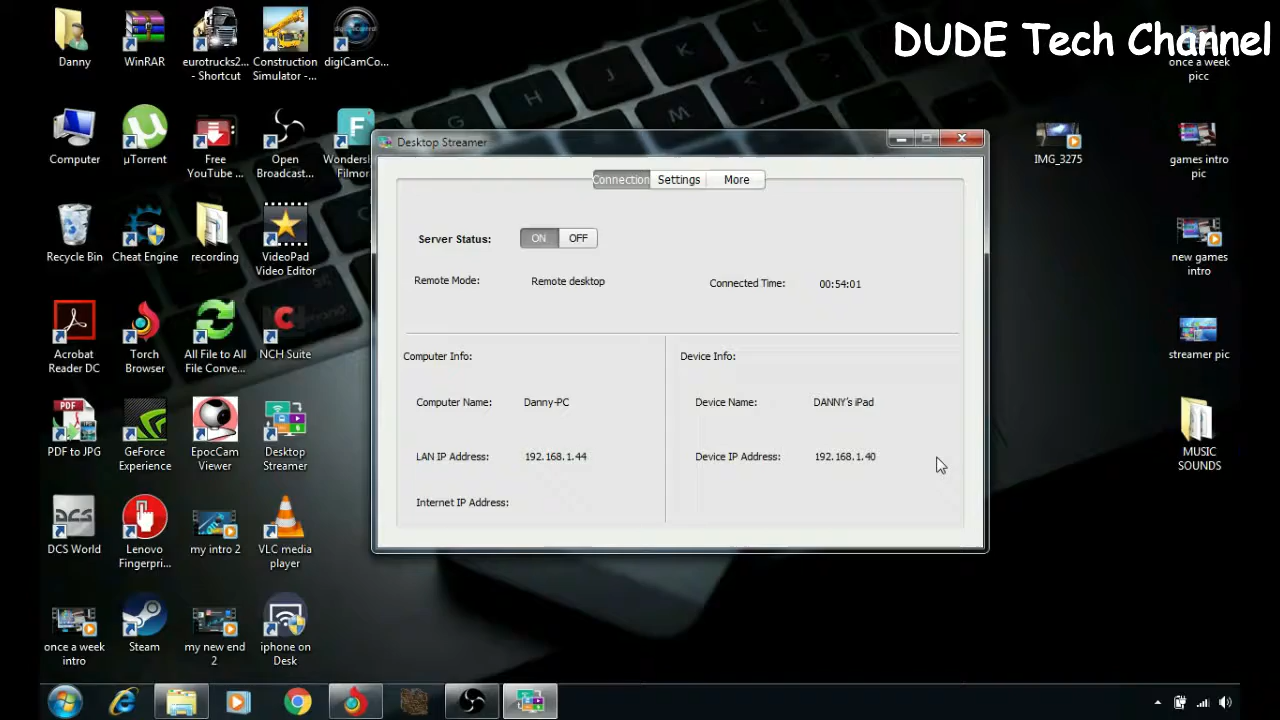 DUDE Tech Channel
Danny
WinRAR
eurotrucks2...
- Shortcut
Construction
Simulator -...
digiCamCo...
once a week
picc
Computer
µTorrent
Free
YouTube ...
Open
Broadcast...
Wondersh
Filmor
IMG_3275
games intro
pic
Recycle Bin
Cheat Engine
recording
VideoPad
Video Editor
new games
intro
Acrobat
Reader DC
Torch
Browser
All File to All
File Conve...
NCH Suite
streamer pic
PDF to JPG
GeForce
Experience
EpocCam
Viewer
Desktop
Streamer
MUSIC
SOUNDS
DCS World
Lenovo
Fingerpri...
my intro 2
VLC media
player
once a week
intro
Steam
my new end
2
iphone on
Desk
Desktop Streamer
Connection Settings More
Server Status: ON OFF
Remote Mode: Remote desktop
Connected Time: 00:54:01
Computer Info:
Device Info:
Computer Name: Danny-PC
Device Name: DANNY's iPad
LAN IP Address: 192.168.1.44
Device IP Address: 192.168.1.40
Internet IP Address: